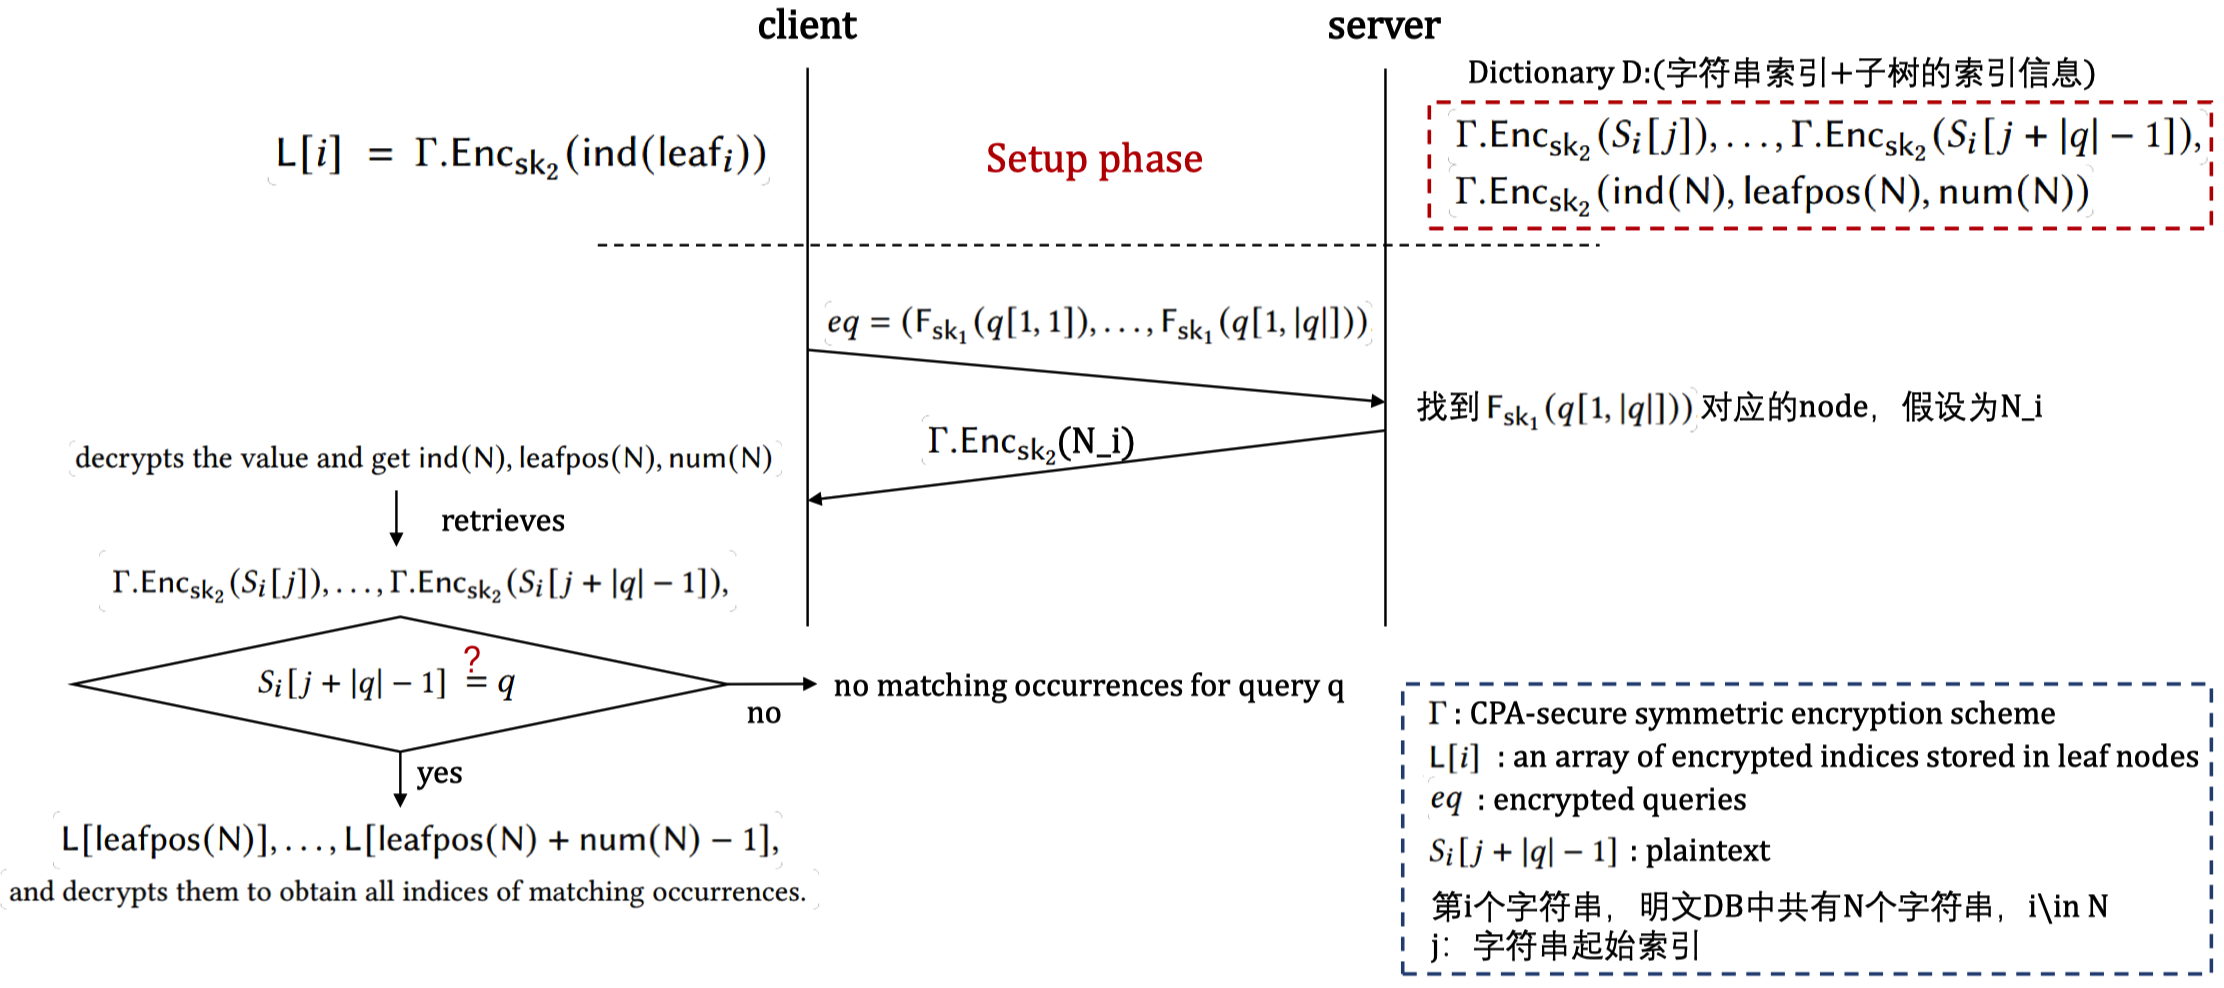 client
server
Dictionary D:(字符串索引+子树的索引信息)
L[i] = Γ.Enc_sk₂(ind(leaf_i))
Setup phase
Γ.Enc_sk₂(S_i[j]), . . . , Γ.Enc_sk₂(S_i[j + |q| − 1]),
Γ.Enc_sk₂(ind(N), leafpos(N), num(N))
eq = (F_sk₁(q[1, 1]), . . . , F_sk₁(q[1, |q|]))
找到 F_sk₁(q[1, |q|])) 对应的node，假设为N_i
Γ.Enc_sk₂(N_i)
decrypts the value and get ind(N), leafpos(N), num(N)
retrieves
Γ.Enc_sk₂(S_i[j]), . . . , Γ.Enc_sk₂(S_i[j + |q| − 1]),
?
S_i[j + |q| − 1] = q
no
no matching occurrences for query q
yes
L[leafpos(N)], . . . , L[leafpos(N) + num(N) − 1],
and decrypts them to obtain all indices of matching occurrences.
Γ : CPA-secure symmetric encryption scheme
L[i] : an array of encrypted indices stored in leaf nodes
eq : encrypted queries
S_i[j + |q| − 1] : plaintext
第i个字符串，明文DB中共有N个字符串，i\in N
j：字符串起始索引